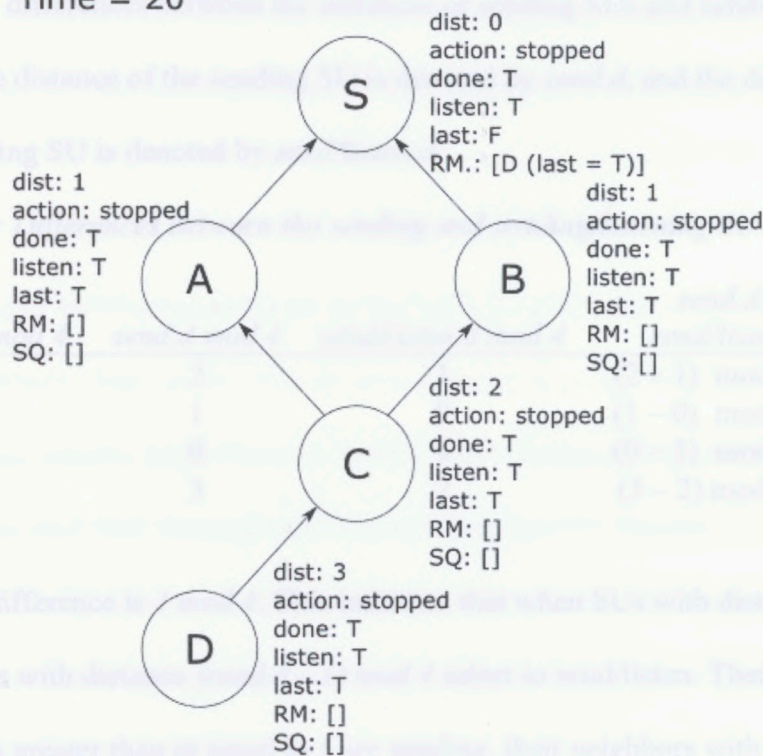 Time = 20
dist: 0
action: stopped
done: T
listen: T
last: F
RM.: [D (last = T)]
S
dist: 1
action: stopped
done: T
listen: T
last: T
RM: []
SQ: []
A
dist: 1
action: stopped
done: T
listen: T
last: T
RM: []
SQ: []
B
dist: 2
action: stopped
done: T
listen: T
last: T
RM: []
SQ: []
C
dist: 3
action: stopped
done: T
listen: T
last: T
RM: []
SQ: []
D